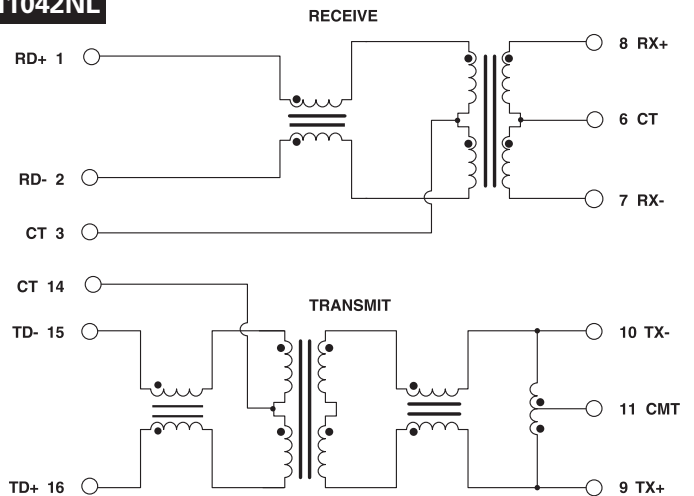 RECEIVE
RD+ 1
8 RX+
6 CT
RD- 2
7 RX-
CT 3
CT 14
TRANSMIT
TD- 15
10 TX-
11 CMT
TD+ 16
9 TX+